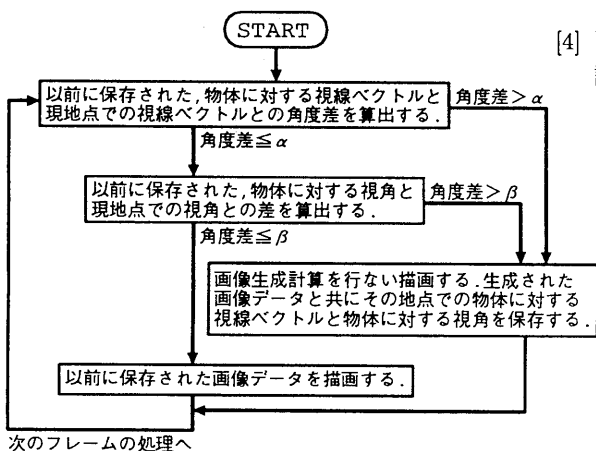 START
[4]
以前に保存された,物体に対する視線ベクトルと
現地点での視線ベクトルとの角度差を算出する.
角度差>α
角度差≦α
以前に保存された,物体に対する視角と
現地点での視角との差を算出する.
角度差>β
角度差≦β
画像生成計算を行ない描画する.生成された
画像データと共にその地点での物体に対する
視線ベクトルと物体に対する視角を保存する.
以前に保存された画像データを描画する.
次のフレームの処理へ